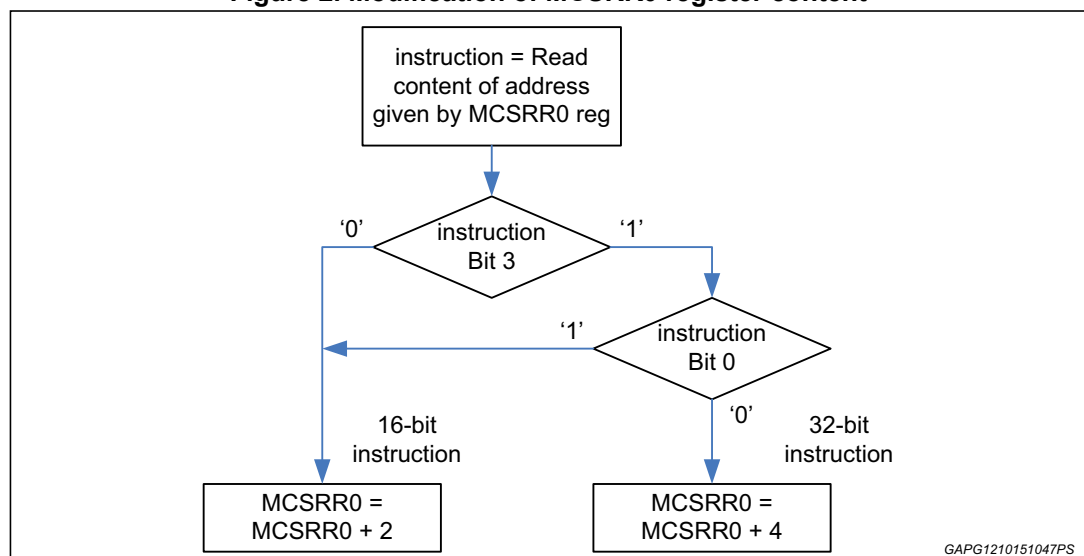 instruction = Read
content of address
given by MCSRR0 reg
‘0’
instruction
Bit 3
‘1’
‘1’
instruction
Bit 0
‘0’
16-bit
instruction
32-bit
instruction
MCSRR0 =
MCSRR0 + 2
MCSRR0 =
MCSRR0 + 4
GAPG1210151047PS